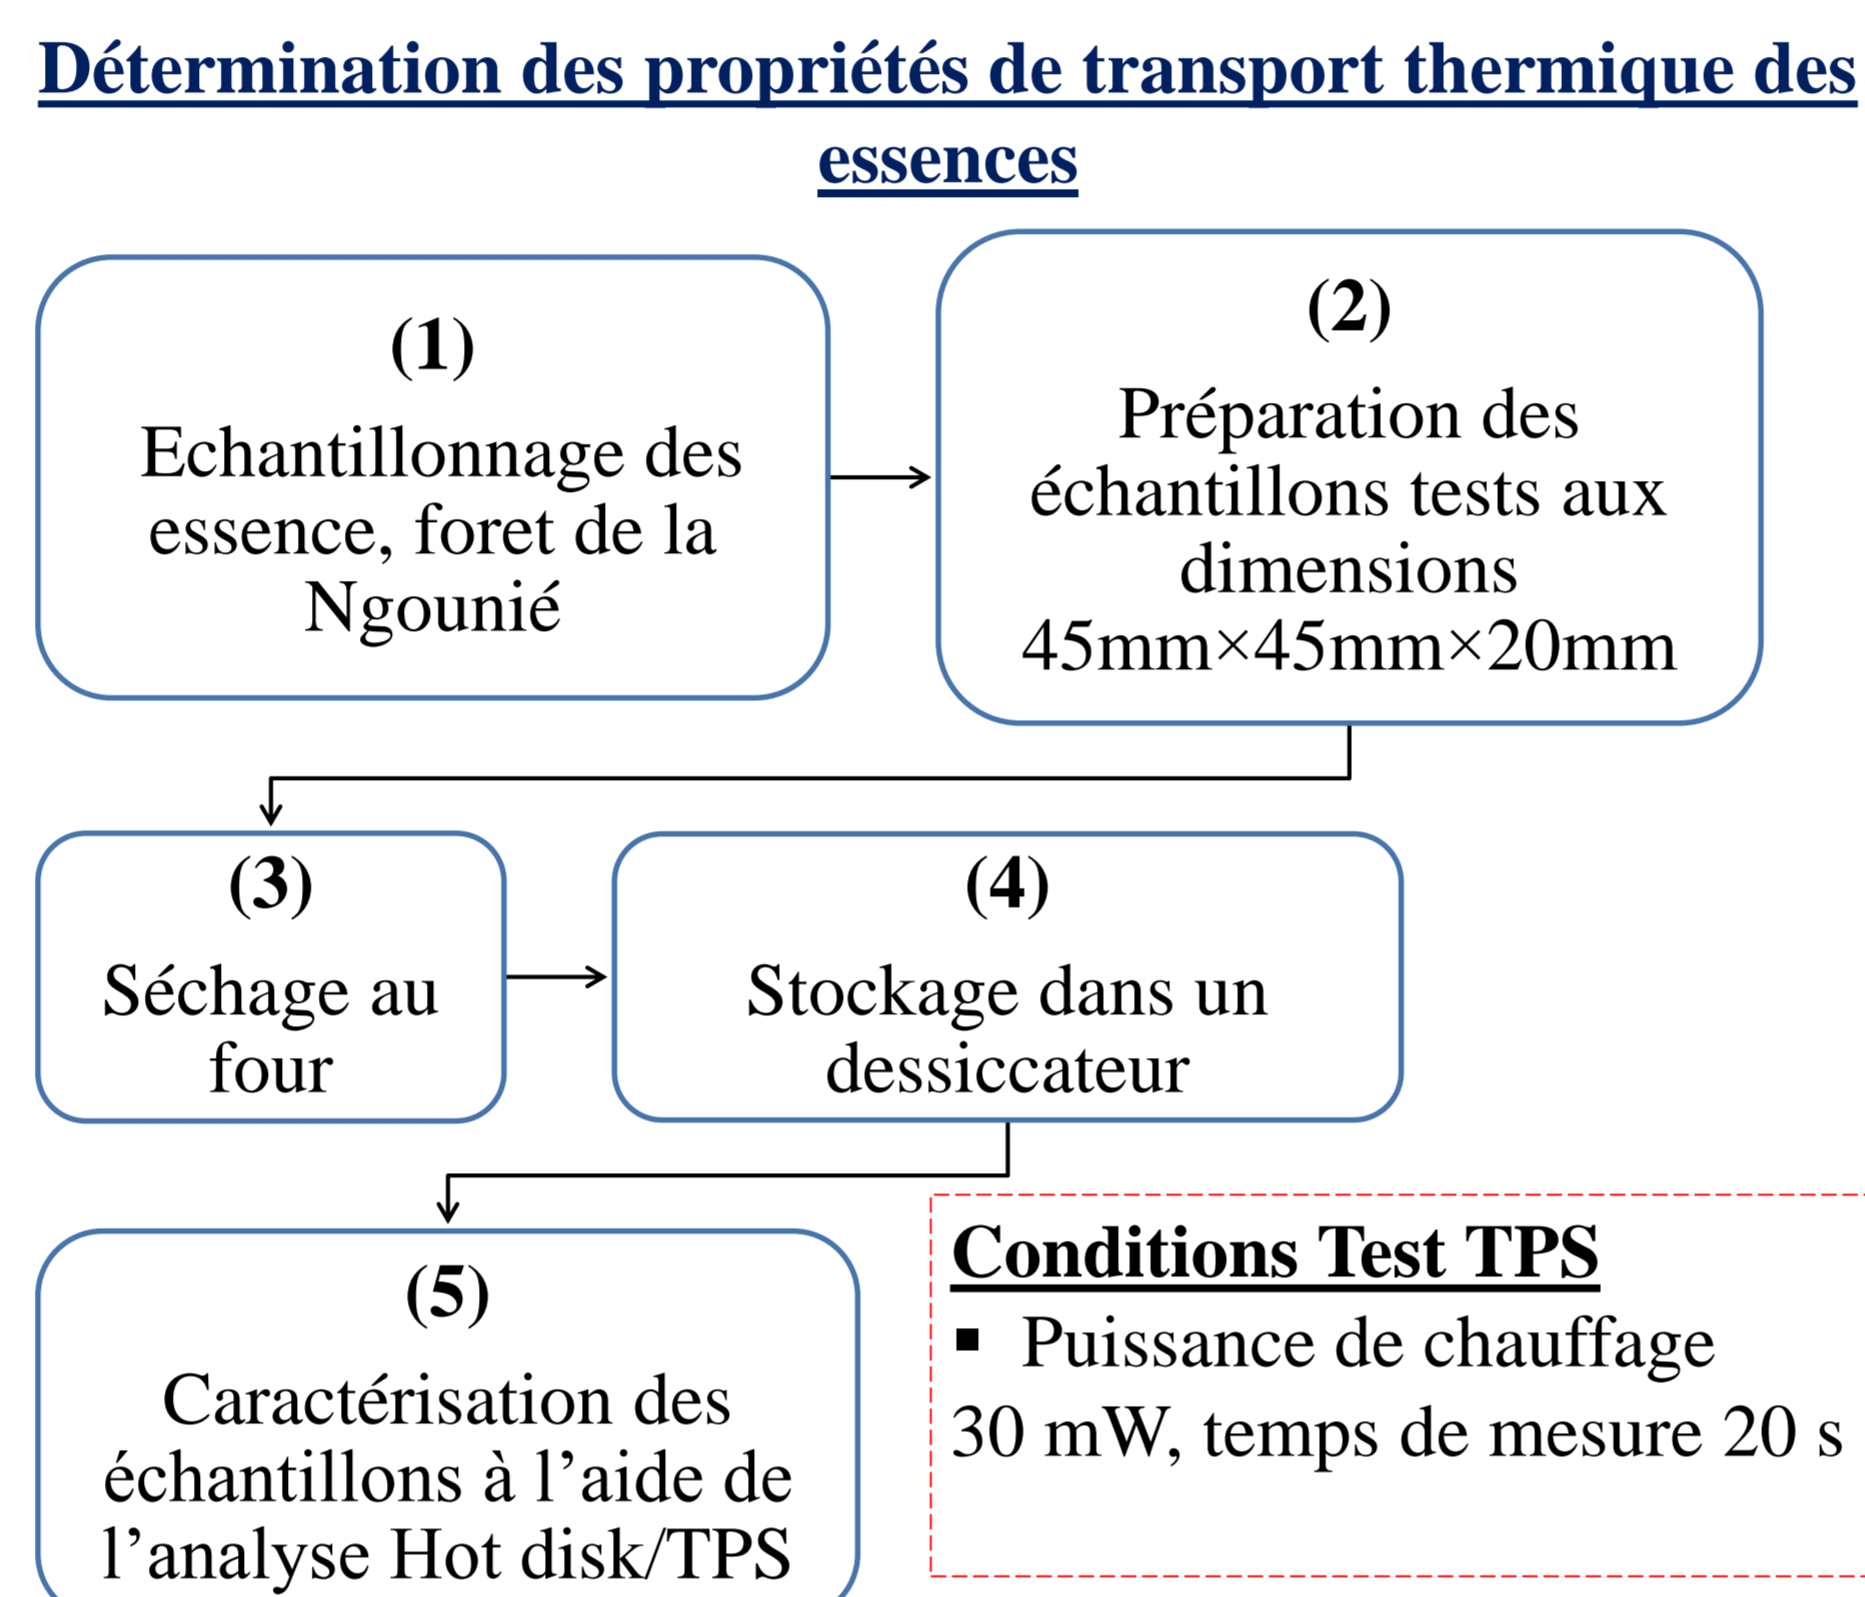 Détermination des propriétés de transport thermique des
essences
(1)
Echantillonnage des
essence, foret de la
Ngounié
(2)
Préparation des
échantillons tests aux
dimensions
45mm×45mm×20mm
(3)
Séchage au
four
(4)
Stockage dans un
dessiccateur
(5)
Caractérisation des
échantillons à l’aide de
l’analyse Hot disk/TPS
Conditions Test TPS
▪ Puissance de chauffage
30 mW, temps de mesure 20 s